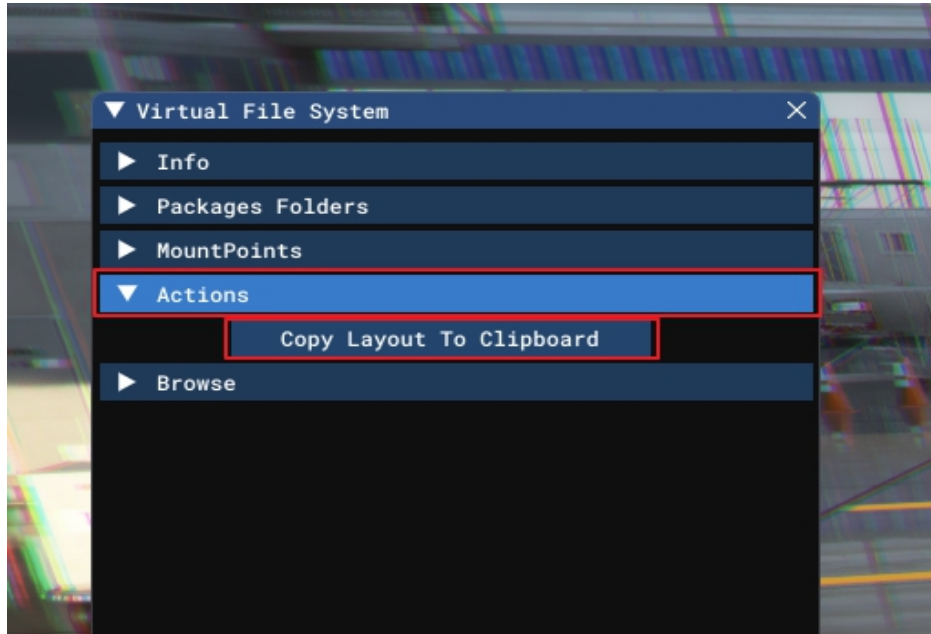 Virtual File System
Info
Packages Folders
MountPoints
Actions
Copy Layout To Clipboard
Browse